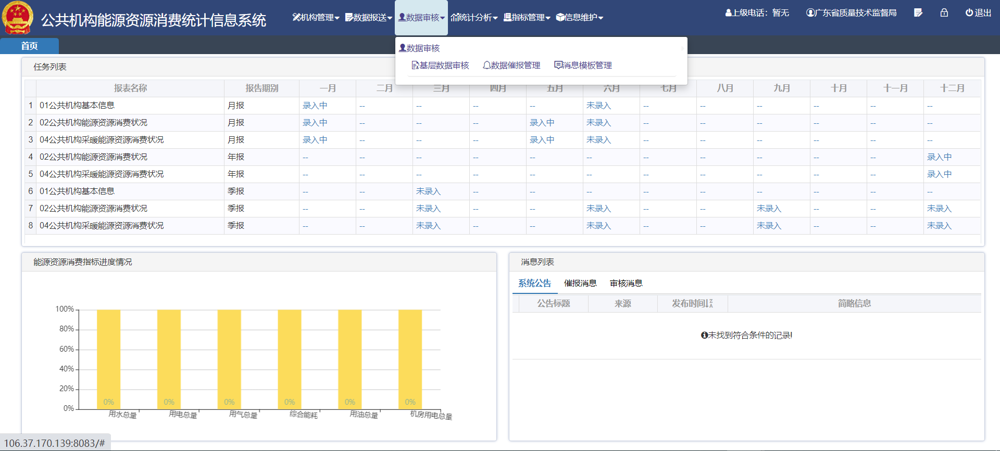 公共机构能源资源消费统计信息系统
机构管理 数据报送 数据审核 统计分析 指标管理 信息维护
上级电话：暂无 广东省质量技术监督局 退出
首页
数据审核
基层数据审核 数据催报管理 消息模板管理
任务列表
报表名称 报告期别 一月 二月 三月 四月 五月 六月 七月 八月 九月 十月 十一月 十二月
1 01公共机构基本信息 月报 录入中 -- -- -- -- 未录入 -- -- -- -- -- --
2 02公共机构能源资源消费状况 月报 录入中 -- -- -- 录入中 未录入 -- -- -- -- -- --
3 04公共机构采暖能源资源消费状况 月报 录入中 -- -- -- 录入中 未录入 -- -- -- -- -- --
4 02公共机构能源资源消费状况 年报 -- -- -- -- -- -- -- -- -- -- -- 录入中
5 04公共机构采暖能源资源消费状况 年报 -- -- -- -- -- -- -- -- -- -- -- 录入中
6 01公共机构基本信息 季报 -- -- 未录入 -- -- -- -- -- -- -- -- --
7 02公共机构能源资源消费状况 季报 -- -- 未录入 -- -- 未录入 -- -- 未录入 -- -- 未录入
8 04公共机构采暖能源资源消费状况 季报 -- -- 未录入 -- -- 未录入 -- -- 未录入 -- -- 未录入
能源资源消费指标进度情况
100%
80%
60%
40%
20%
0%
0% 0% 0% 0% 0% 0%
用水总量 用电总量 用气总量 综合能耗 用油总量 机房用电总量
消息列表
系统公告 催报消息 审核消息
公告标题 来源 发布时间 简略信息
未找到符合条件的记录!
106.37.170.139:8083/#